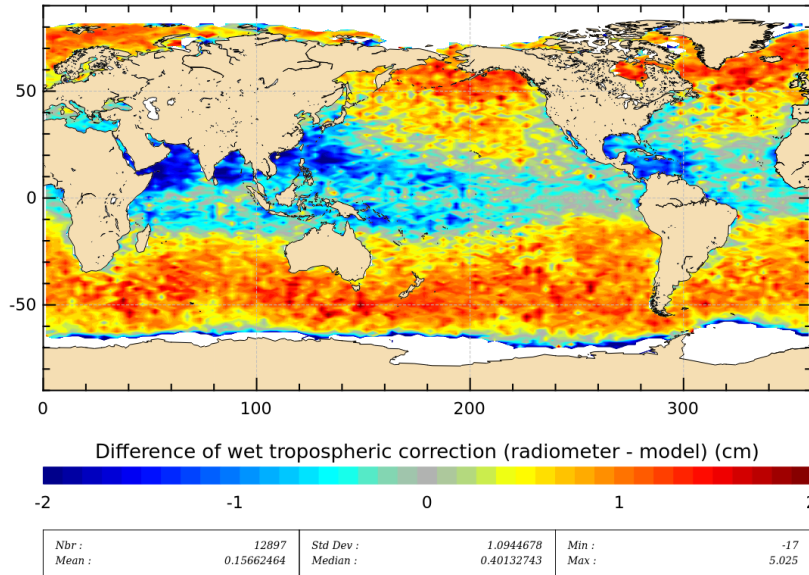 50
0
-50
0 100 200 300
Difference of wet tropospheric correction (radiometer - model) (cm)
-2 -1 0 1 2
Nbr : 12897 Std Dev : 1.0944678 Min : -17
Mean : 0.15662464 Median : 0.40132743 Max : 5.025